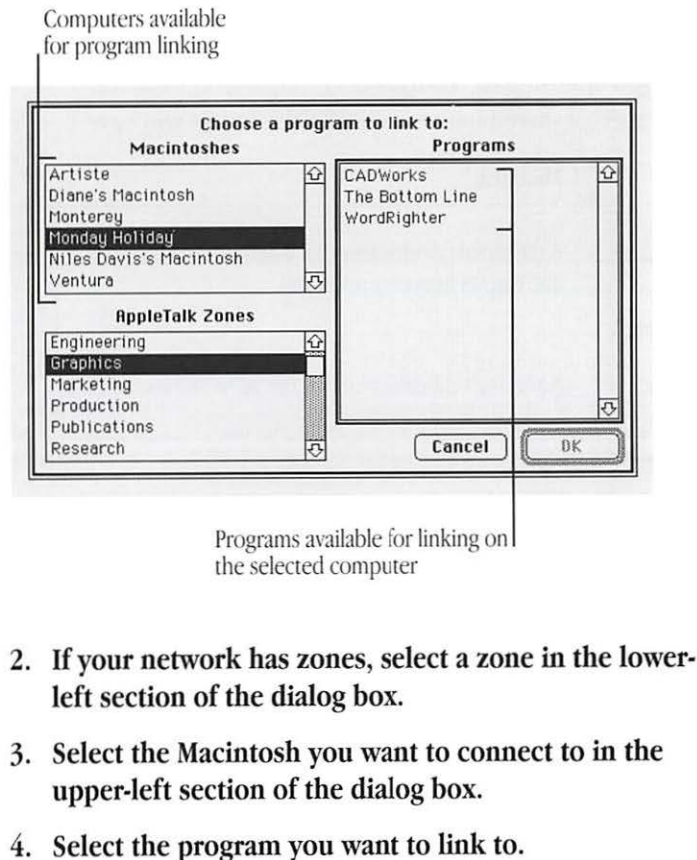 Computers available
for program linking
Choose a program to link to:
Macintoshes
Artiste
Diane's Macintosh
Monterey
Monday Holiday
Niles Davis's Macintosh
Ventura
AppleTalk Zones
Engineering
Graphics
Marketing
Production
Publications
Research
Programs
CADWorks
The Bottom Line
WordRighter
Cancel
OK
Programs available for linking on
the selected computer
2. If your network has zones, select a zone in the lower-
left section of the dialog box.
3. Select the Macintosh you want to connect to in the
upper-left section of the dialog box.
4. Select the program you want to link to.